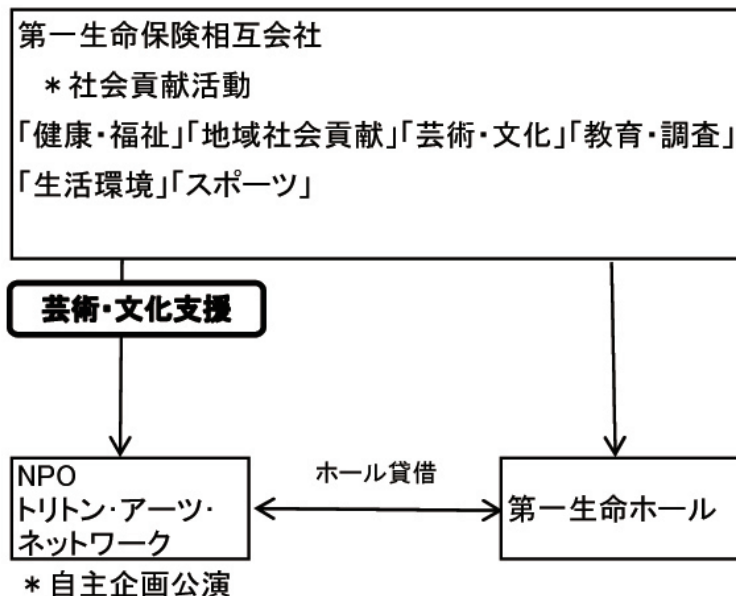 第一生命保険相互会社
＊社会貢献活動
「健康・福祉」「地域社会貢献」「芸術・文化」「教育・調査」
「生活環境」「スポーツ」
芸術・文化支援
NPO
トリトン・アーツ・
ネットワーク
ホール貸借
第一生命ホール
＊自主企画公演